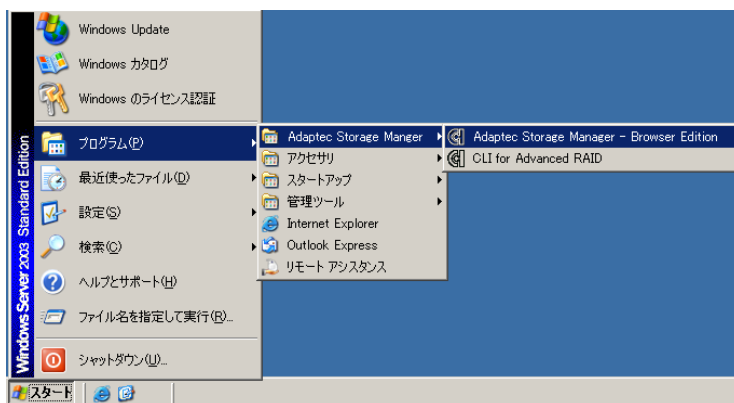 Windows Update
Windows カタログ
Windows のライセンス認証
プログラム(P)
最近使ったファイル(D)
設定(S)
検索(C)
ヘルプとサポート(H)
ファイル名を指定して実行(R)...
シャットダウン(U)...
Windows Server 2003 Standard Edition
Adaptec Storage Manger
アクセサリ
スタートアップ
管理ツール
Internet Explorer
Outlook Express
リモート アシスタンス
Adaptec Storage Manager - Browser Edition
CLI for Advanced RAID
スタート